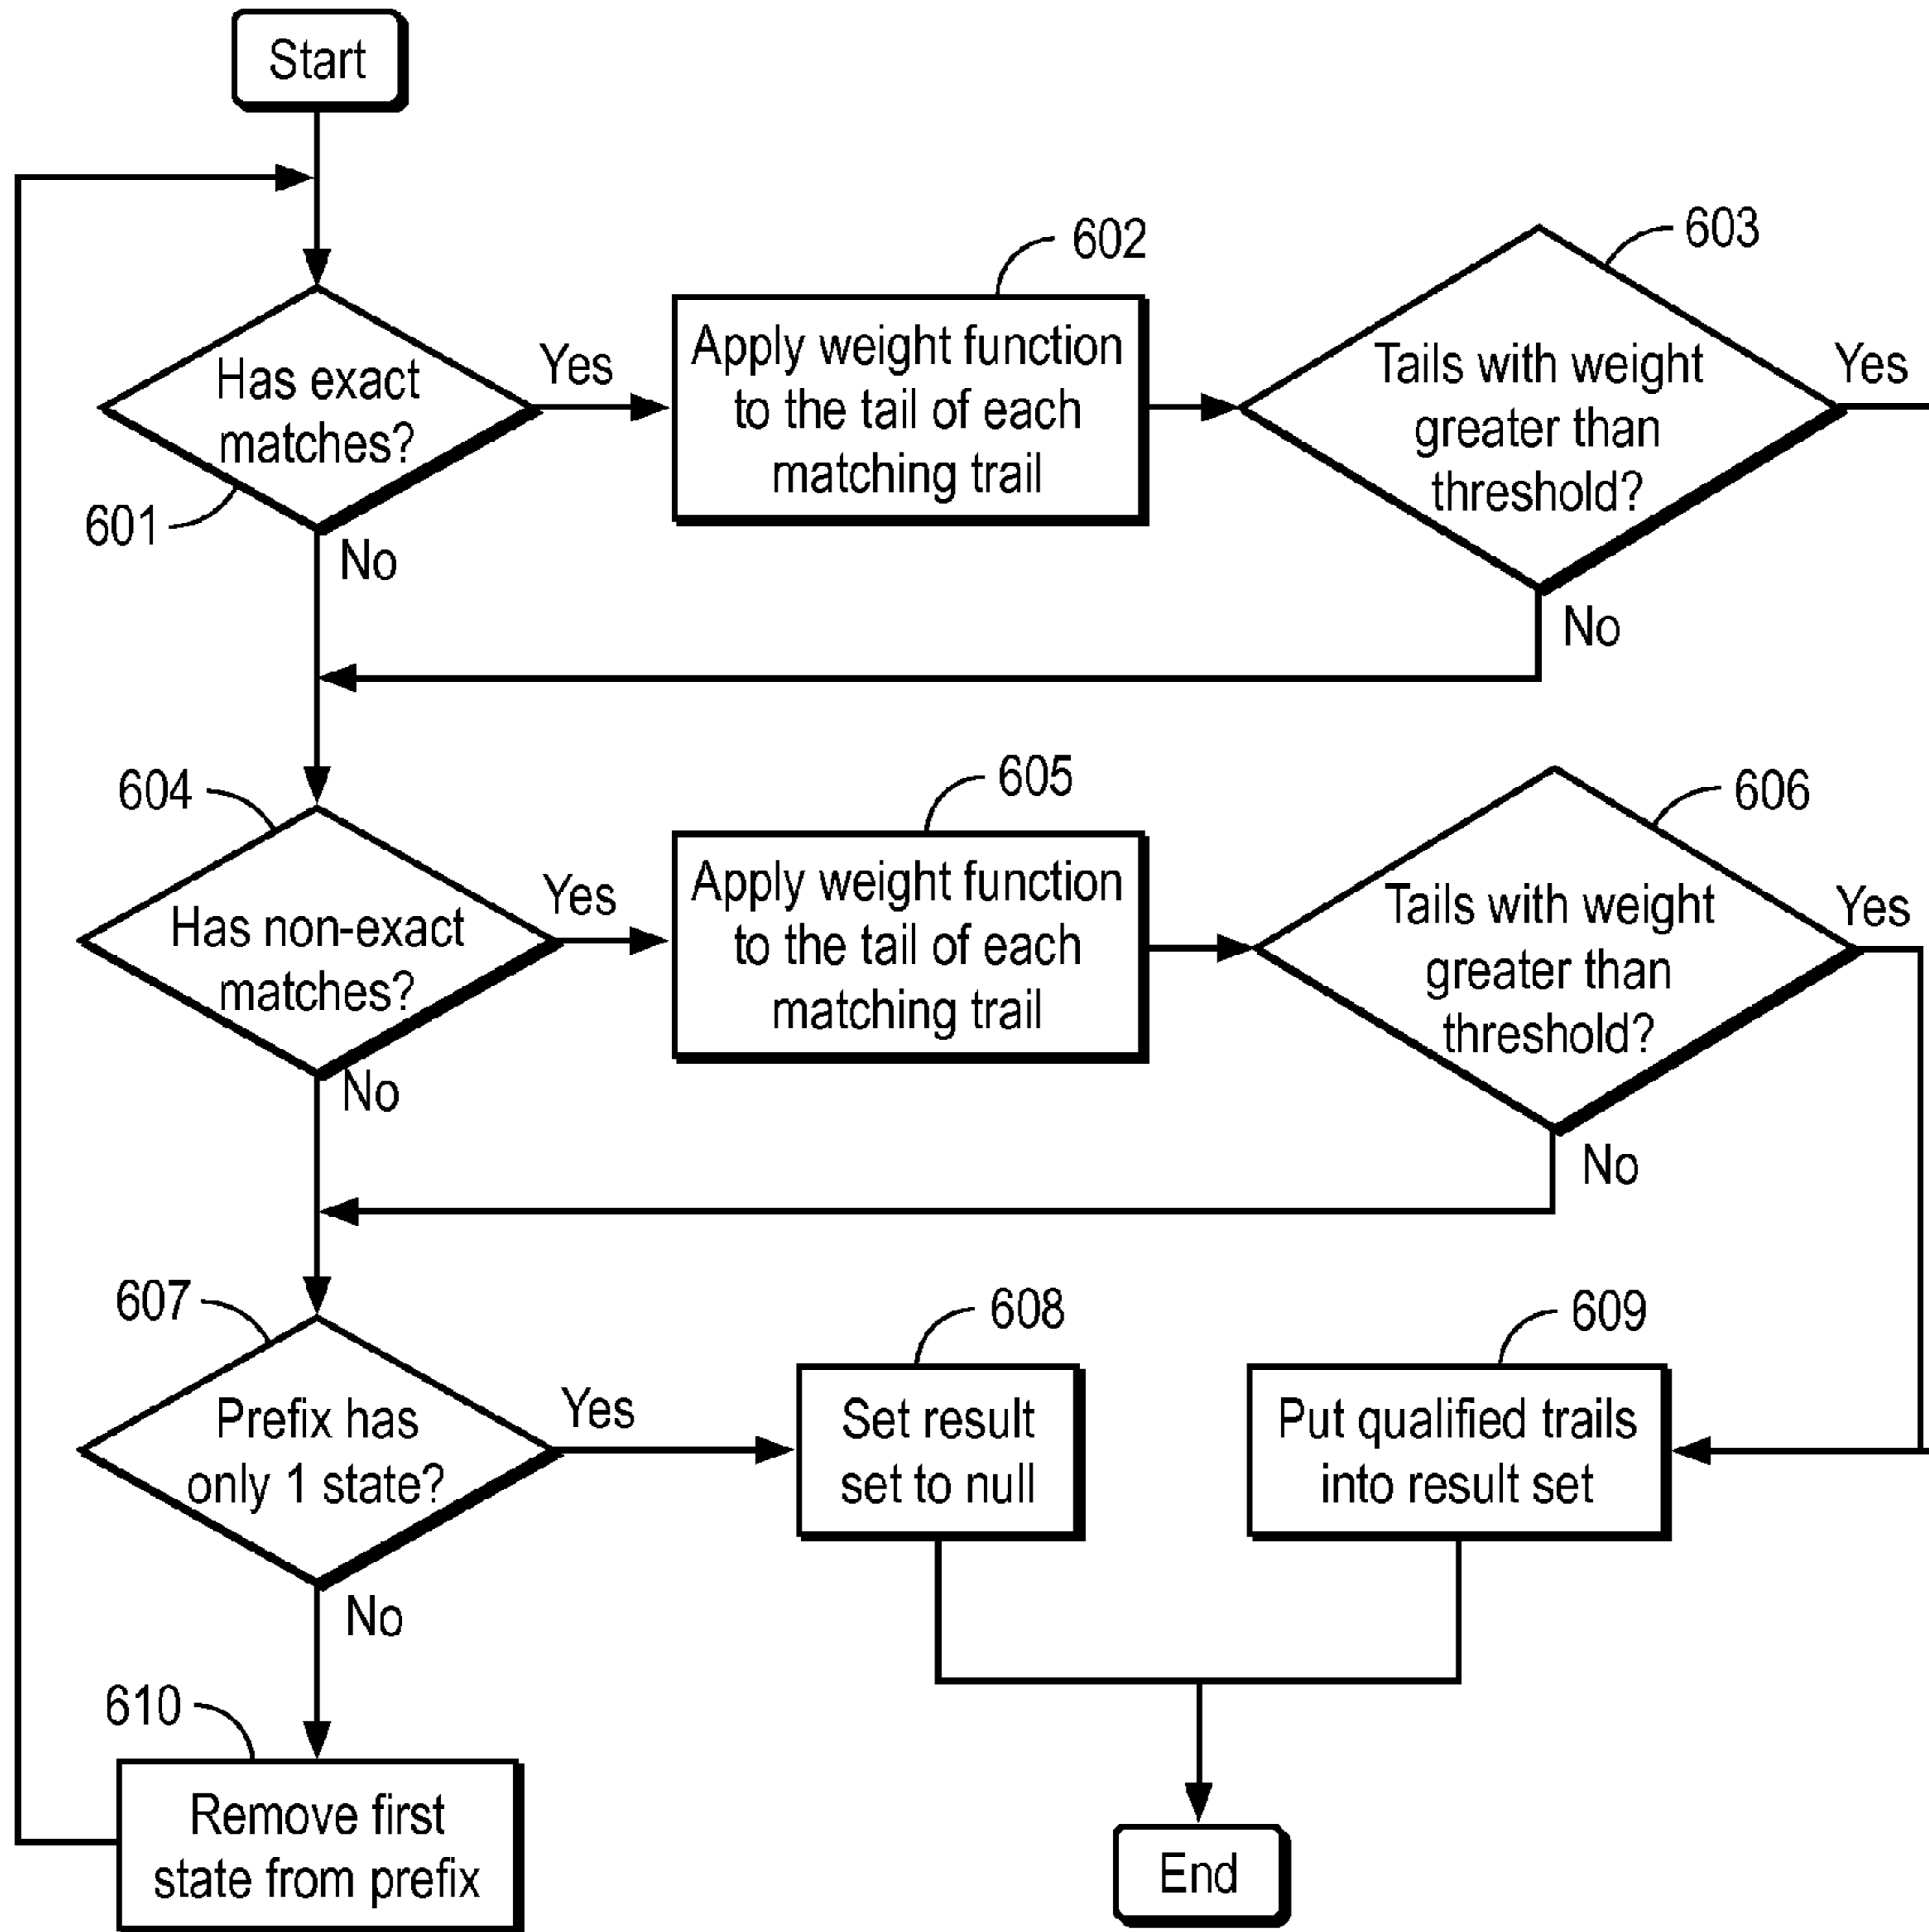 Start
602
603
Has exact
matches?
Yes
Apply weight function
to the tail of each
matching trail
Tails with weight
greater than
threshold?
Yes
601
No
No
604
605
606
Has non-exact
matches?
Yes
Apply weight function
to the tail of each
matching trail
Tails with weight
greater than
threshold?
Yes
No
No
607
608
609
Prefix has
only 1 state?
Yes
Set result
set to null
Put qualified trails
into result set
No
610
Remove first
state from prefix
End